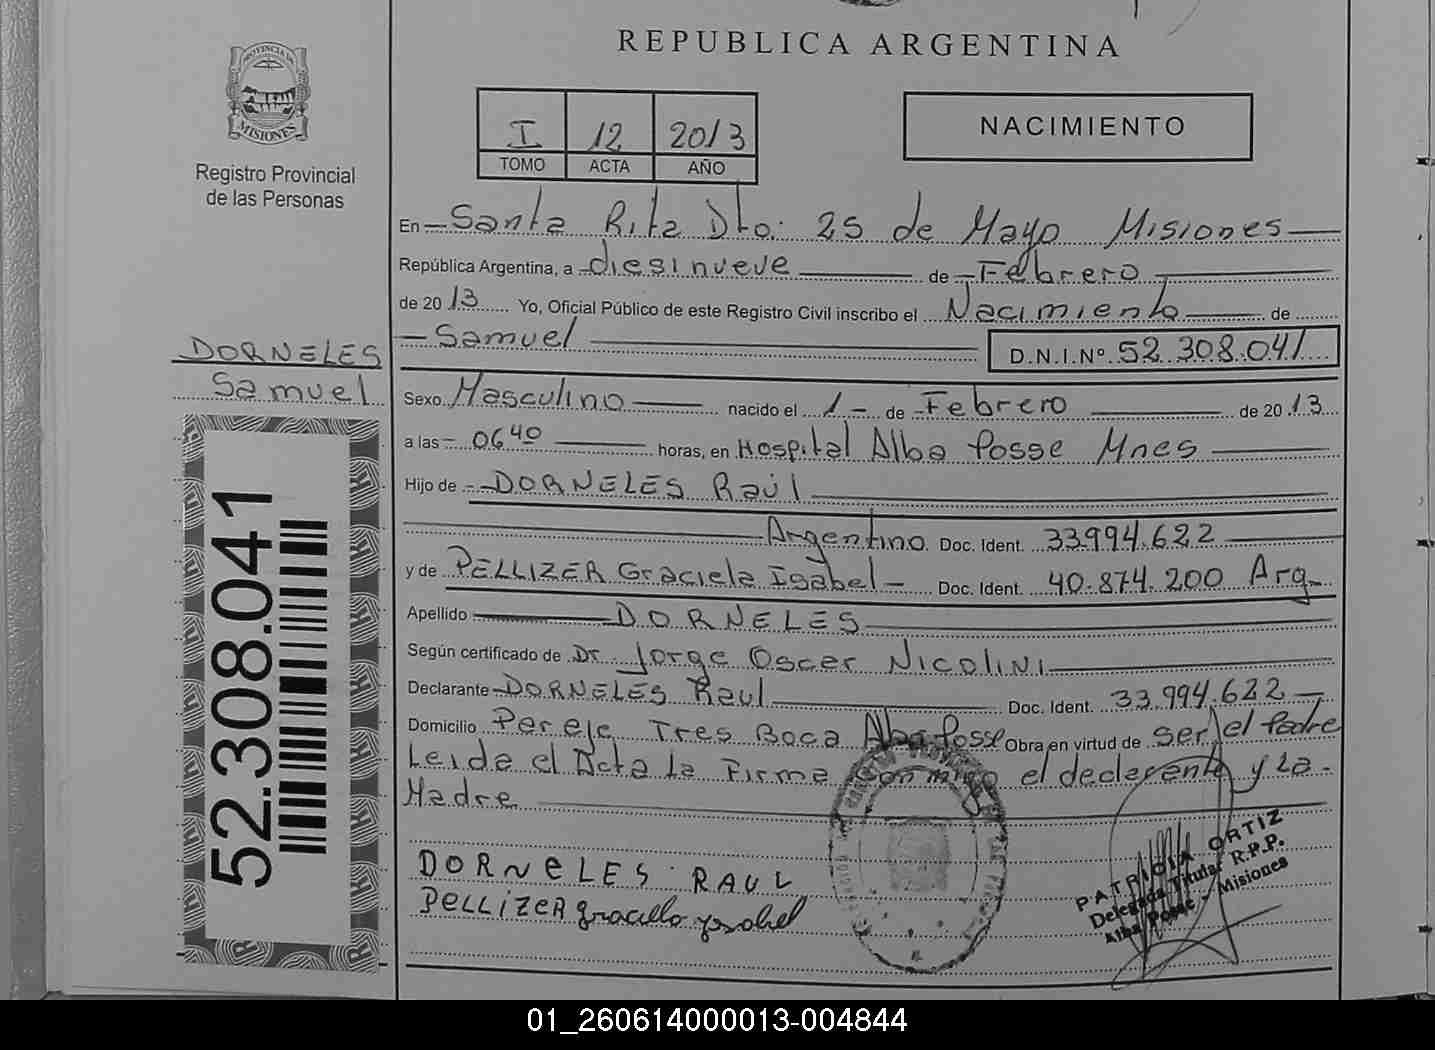 REPUBLICA ARGENTINA
PROVINCIA DE
MISIONES
Registro Provincial
de las Personas
I 12 2013
TOMO ACTA AÑO
NACIMIENTO
En Santa Rita Dto: 25 de Mayo Misiones
República Argentina, a diesinueve de Febrero
de 2013 Yo, Oficial Público de este Registro Civil inscribo el Nacimiento de
Samuel D.N.I.Nº 52.308.041
DORNELES
Samuel
Sexo Masculino nacido el 1- de Febrero de 2013
a las 06 40 horas, en Hospital Alba Posse Mnes
Hijo de DORNELES Raúl
Argentino Doc. Ident. 33994.622
y de PELLIZER Graciela Isabel Doc. Ident. 40.874.200 Arg
Apellido DORNELES
Según certificado de Dr. Jorge Oscar Nicolini
Declarante DORNELES Raul Doc. Ident. 33.994.622
Domicilio Tres Boca Alba Posse Obra en virtud de ser el Padre
Leida el Acta La Firma conmigo el declarante y La
Madre
DORNELES RAUL
PELLIZER graciella ysabel
PATRICIA ORTIZ
Delegada Titular R.P.P.
Alba Posse - Misiones
52.308.041
01_260614000013-004844